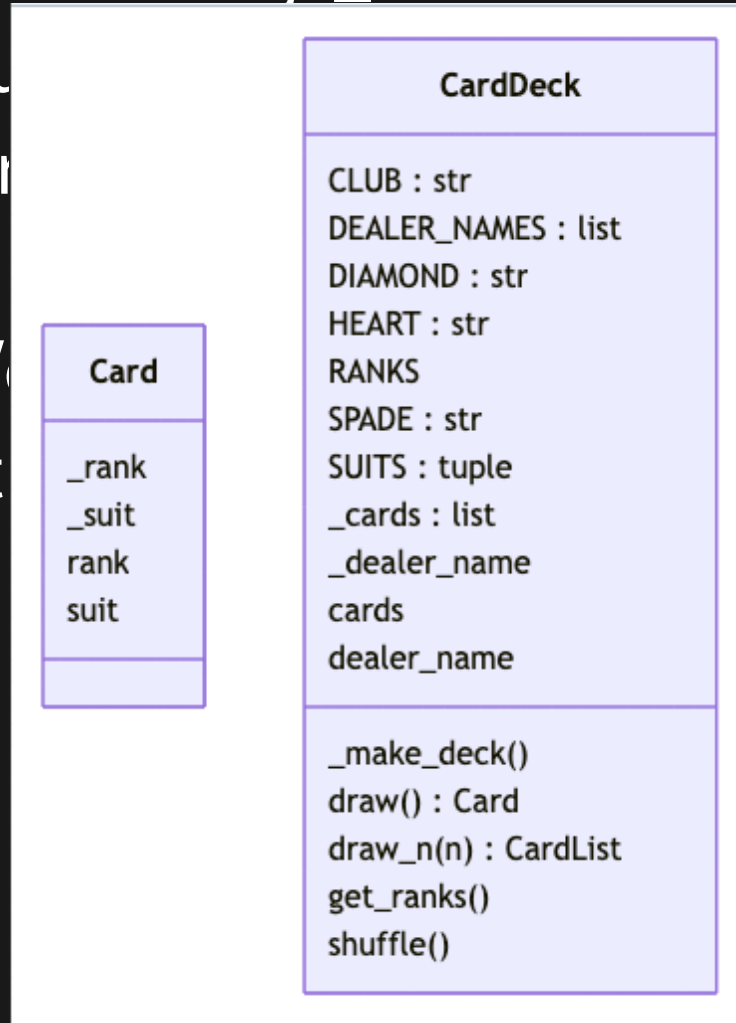 Card
_rank
_suit
rank
suit
CardDeck
CLUB : str
DEALER_NAMES : list
DIAMOND : str
HEART : str
RANKS
SPADE : str
SUITS : tuple
_cards : list
_dealer_name
cards
dealer_name
_make_deck()
draw() : Card
draw_n(n) : CardList
get_ranks()
shuffle()